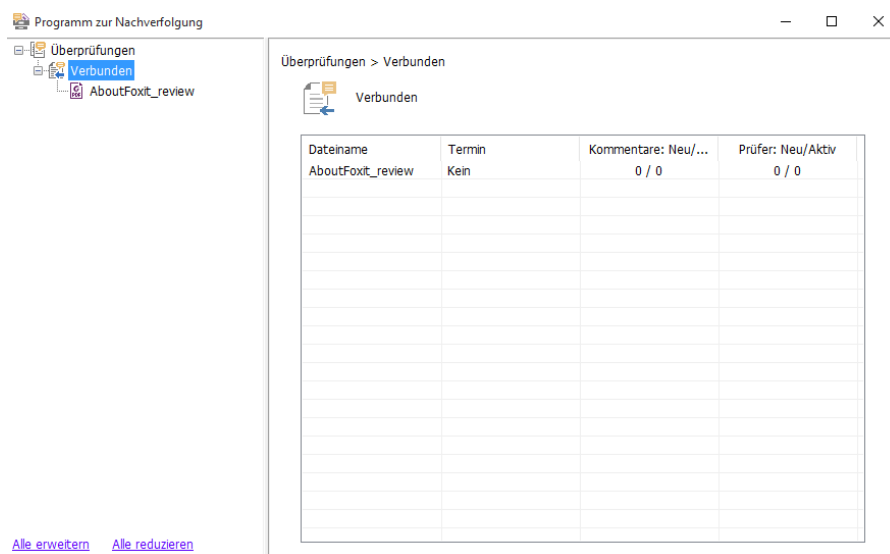 Programm zur Nachverfolgung
Überprüfungen
Verbunden
AboutFoxit_review
Alle erweitern Alle reduzieren
Überprüfungen > Verbunden
Verbunden
Dateiname Termin Kommentare: Neu/... Prüfer: Neu/Aktiv
AboutFoxit_review Kein 0 / 0 0 / 0